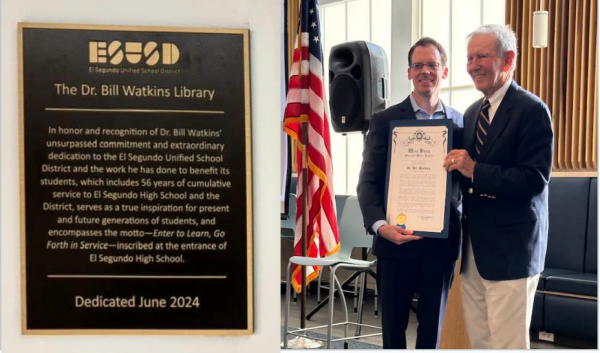 ESUSD
El Segundo Unified School District
The Dr. Bill Watkins Library
In honor and recognition of Dr. Bill Watkins'
unsurpassed commitment and extraordinary
dedication to the El Segundo Unified School
District and the work he has done to benefit its
students, which includes 56 years of cumulative
service to El Segundo High School and the
District, serves as a true inspiration for present
and future generations of students, and
encompasses the motto—Enter to Learn, Go
Forth in Service—inscribed at the entrance of
El Segundo High School.
Dedicated June 2024
Dr. Bill Watkins